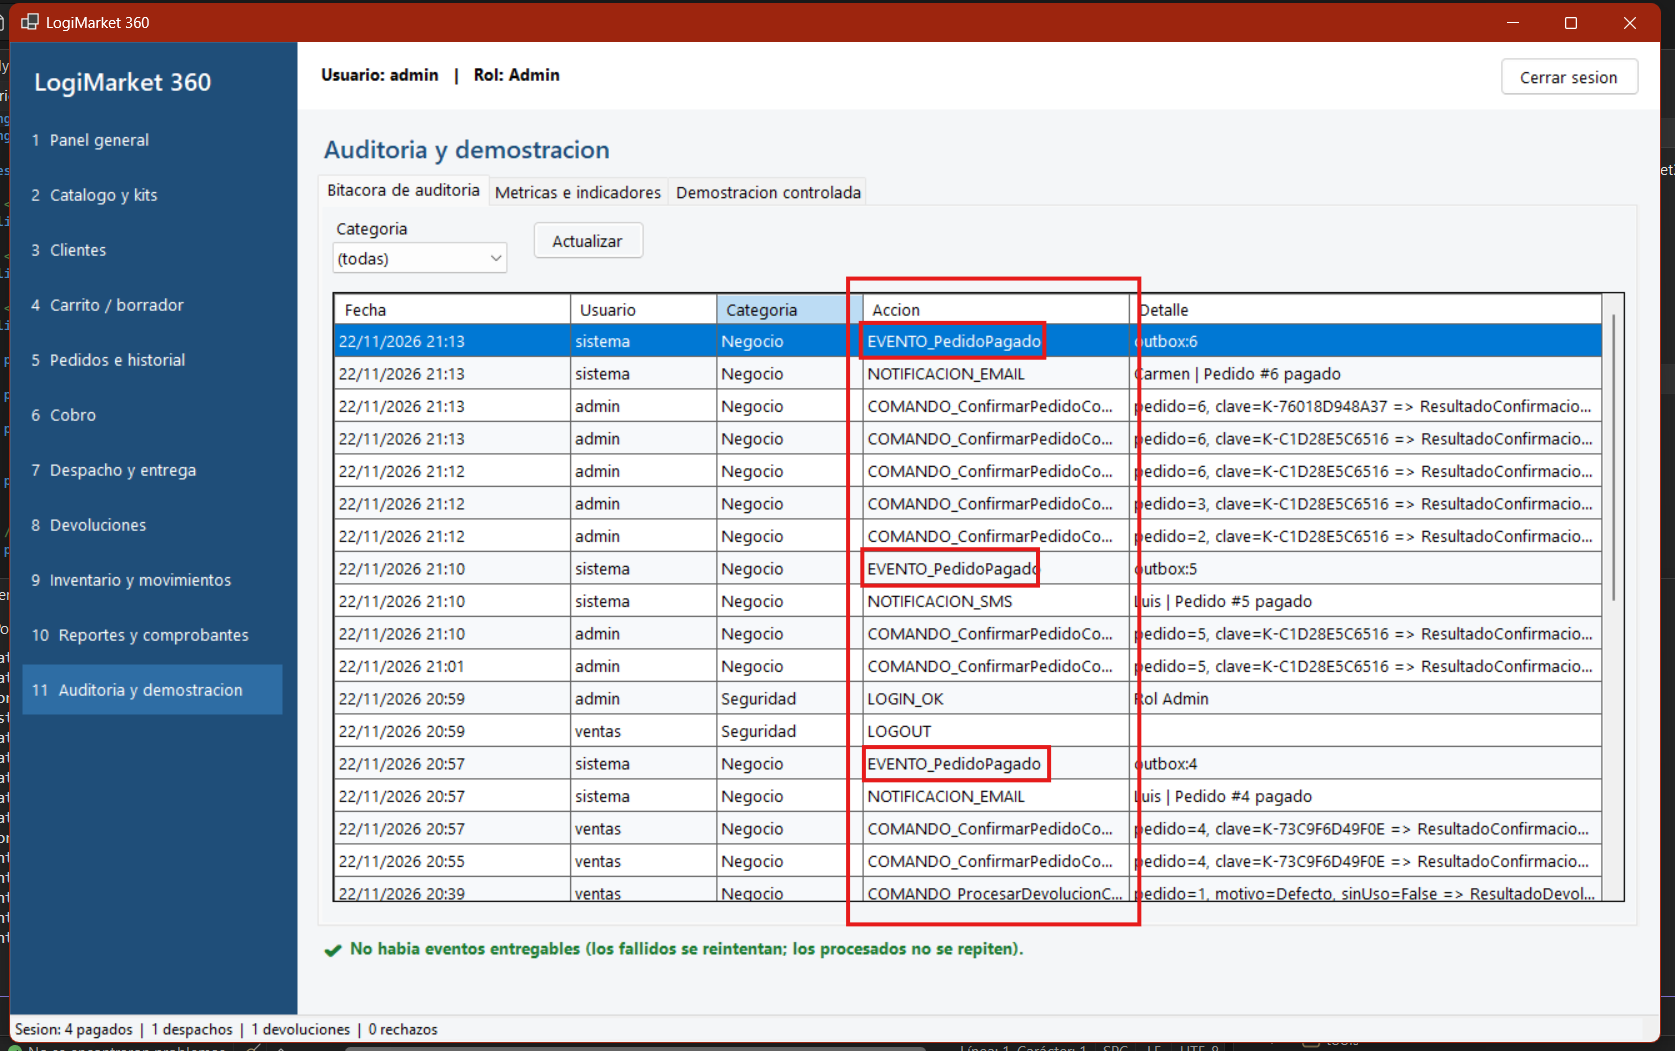 LogiMarket 360
LogiMarket 360
Usuario: admin | Rol: Admin
Cerrar sesion
1 Panel general
2 Catalogo y kits
3 Clientes
4 Carrito / borrador
5 Pedidos e historial
6 Cobro
7 Despacho y entrega
8 Devoluciones
9 Inventario y movimientos
10 Reportes y comprobantes
11 Auditoria y demostracion
Auditoria y demostracion
Bitacora de auditoria Metricas e indicadores Demostracion controlada
Categoria
(todas)
Actualizar
Fecha Usuario Categoria Accion Detalle
22/11/2026 21:13 sistema Negocio EVENTO_PedidoPagado outbox:6
22/11/2026 21:13 sistema Negocio NOTIFICACION_EMAIL Carmen | Pedido #6 pagado
22/11/2026 21:13 admin Negocio COMANDO_ConfirmarPedidoCo... pedido=6, clave=K-76018D948A37 => ResultadoConfirmacio...
22/11/2026 21:13 admin Negocio COMANDO_ConfirmarPedidoCo... pedido=6, clave=K-C1D28E5C6516 => ResultadoConfirmacio...
22/11/2026 21:12 admin Negocio COMANDO_ConfirmarPedidoCo... pedido=6, clave=K-C1D28E5C6516 => ResultadoConfirmacio...
22/11/2026 21:12 admin Negocio COMANDO_ConfirmarPedidoCo... pedido=3, clave=K-C1D28E5C6516 => ResultadoConfirmacio...
22/11/2026 21:12 admin Negocio COMANDO_ConfirmarPedidoCo... pedido=2, clave=K-C1D28E5C6516 => ResultadoConfirmacio...
22/11/2026 21:10 sistema Negocio EVENTO_PedidoPagado outbox:5
22/11/2026 21:10 sistema Negocio NOTIFICACION_SMS Luis | Pedido #5 pagado
22/11/2026 21:10 admin Negocio COMANDO_ConfirmarPedidoCo... pedido=5, clave=K-C1D28E5C6516 => ResultadoConfirmacio...
22/11/2026 21:01 admin Negocio COMANDO_ConfirmarPedidoCo... pedido=5, clave=K-C1D28E5C6516 => ResultadoConfirmacio...
22/11/2026 20:59 admin Seguridad LOGIN_OK Rol Admin
22/11/2026 20:59 ventas Seguridad LOGOUT
22/11/2026 20:57 sistema Negocio EVENTO_PedidoPagado outbox:4
22/11/2026 20:57 sistema Negocio NOTIFICACION_EMAIL Luis | Pedido #4 pagado
22/11/2026 20:57 ventas Negocio COMANDO_ConfirmarPedidoCo... pedido=4, clave=K-73C9F6D49F0E => ResultadoConfirmacio...
22/11/2026 20:55 ventas Negocio COMANDO_ConfirmarPedidoCo... pedido=4, clave=K-73C9F6D49F0E => ResultadoConfirmacio...
22/11/2026 20:39 ventas Negocio COMANDO_ProcesarDevolucionC... pedido=1, motivo=Defecto, sinUso=False => ResultadoDevol...
No habia eventos entregables (los fallidos se reintentan; los procesados no se repiten).
Sesion: 4 pagados | 1 despachos | 1 devoluciones | 0 rechazos